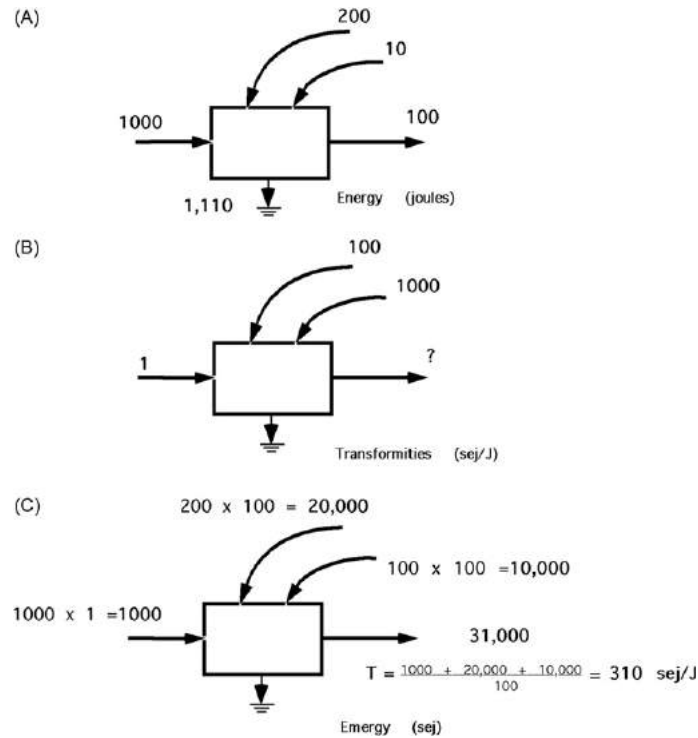 (A)
200
10
1000
100
1,110
Energy (joules)
(B)
100
1000
1
?
Transformities (sej/J)
(C)
200 x 100 = 20,000
100 x 100 =10,000
1000 x 1 =1000
31,000
T = 1000 + 20,000 + 10,000 = 310 sej/J
100
Emergy (sej)